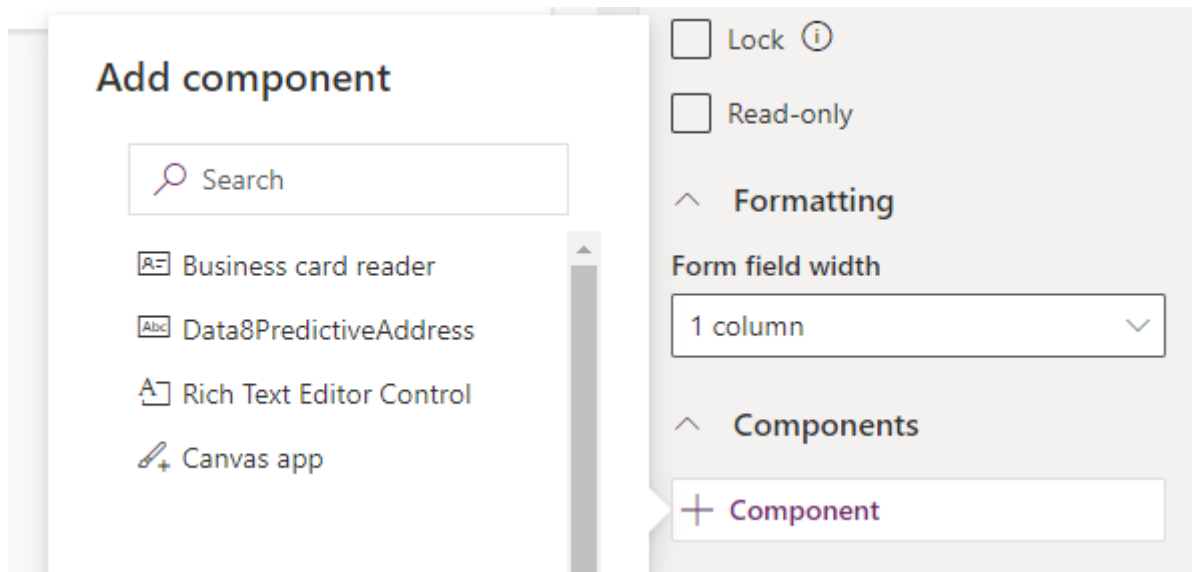 Add component
Search
Business card reader
Abc Data8PredictiveAddress
Rich Text Editor Control
Canvas app
Lock
Read-only
Formatting
Form field width
1 column
Components
Component